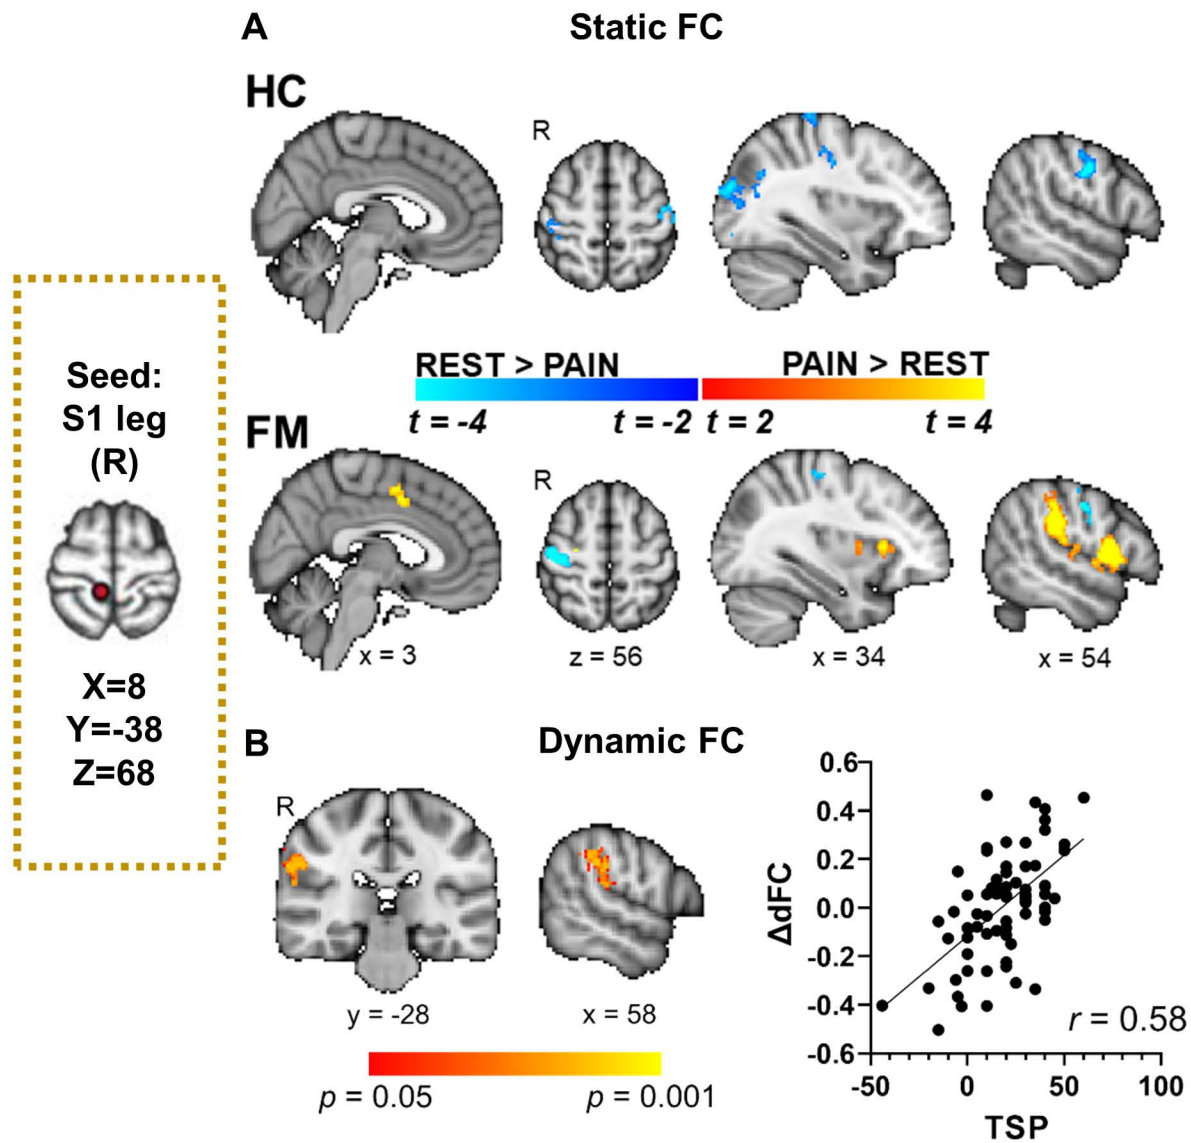 A
Static FC
HC
R
REST > PAIN
PAIN > REST
t = -4
t = -2
t = 2
t = 4
Seed:
S1 leg
(R)
X=8
Y=-38
Z=68
FM
R
x = 3
z = 56
x = 34
x = 54
B
Dynamic FC
R
y = -28
x = 58
p = 0.05
p = 0.001
ΔdFC
0.6
0.4
0.2
0.0
-0.2
-0.4
-0.6
r = 0.58
-50
0
50
100
TSP